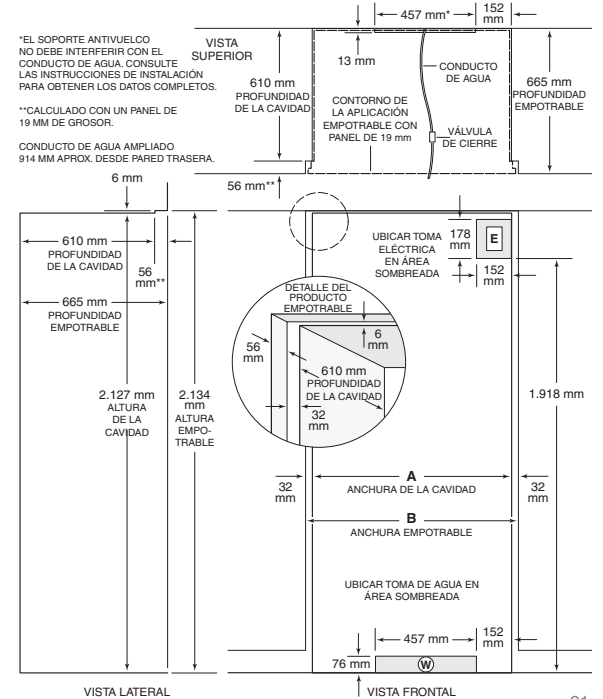 *EL SOPORTE ANTIVUELCO
NO DEBE INTERFERIR CON EL
CONDUCTO DE AGUA. CONSULTE
LAS INSTRUCCIONES DE INSTALACIÓN
PARA OBTENER LOS DATOS COMPLETOS.
**CALCULADO CON UN PANEL DE
19 MM DE GROSOR.
CONDUCTO DE AGUA AMPLIADO
914 MM APROX. DESDE PARED TRASERA.
VISTA
SUPERIOR
457 mm*
152
mm
13 mm
610 mm
PROFUNDIDAD
DE LA CAVIDAD
CONDUCTO
DE AGUA
665 mm
PROFUNDIDAD
EMPOTRABLE
CONTORNO DE
LA APLICACIÓN
EMPOTRABLE CON
PANEL DE 19 mm
VÁLVULA
DE CIERRE
56 mm**
6 mm
610 mm
PROFUNDIDAD
DE LA CAVIDAD
56
mm**
665 mm
PROFUNDIDAD
EMPOTRABLE
2.127 mm
ALTURA
DE LA
CAVIDAD
2.134
mm
ALTURA
EMPO-
TRABLE
VISTA LATERAL
UBICAR TOMA
ELÉCTRICA
EN ÁREA
SOMBREADA
178
mm
E
152
mm
DETALLE DEL
PRODUCTO
EMPOTRABLE
56
mm
6
mm
610 mm
PROFUNDIDAD
DE LA CAVIDAD
32
mm
1.918 mm
32
mm
A
ANCHURA DE LA CAVIDAD
32
mm
B
ANCHURA EMPOTRABLE
UBICAR TOMA DE AGUA EN
ÁREA SOMBREADA
457 mm
152
mm
76 mm
W
VISTA FRONTAL